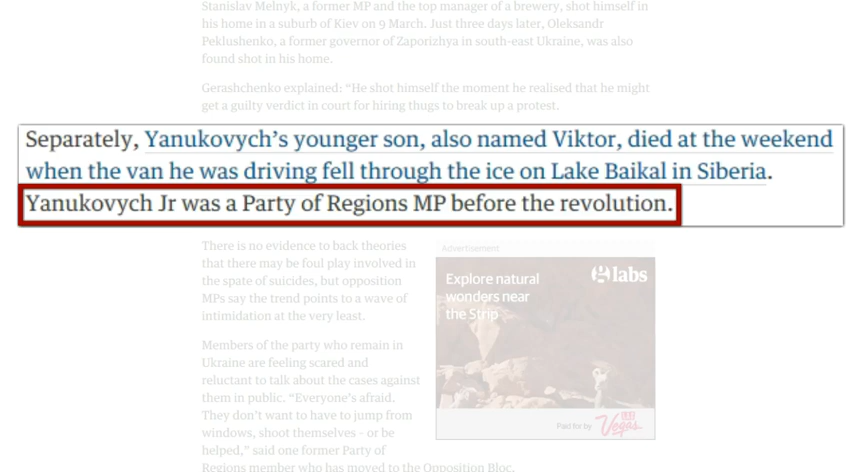 Stanislav Melnyk, a former MP and the top manager of a brewery, shot himself in
his home in a suburb of Kiev on 9 March. Just three days later, Oleksandr
Peklushenko, a former governor of Zaporizhya in south-east Ukraine, was also
found shot in his home.
Gerashchenko explained: “He shot himself the moment he realised that he might
get a guilty verdict in court for hiring thugs to break up a protest.
Separately, Yanukovych’s younger son, also named Viktor, died at the weekend
when the van he was driving fell through the ice on Lake Baikal in Siberia.
Yanukovych Jr was a Party of Regions MP before the revolution.
There is no evidence to back theories
that there may be foul play involved in
the spate of suicides, but opposition
MPs say the trend points to a wave of
intimidation at the very least.
Members of the party who remain in
Ukraine are feeling scared and
reluctant to talk about the cases against
them in public. “Everyone’s afraid.
They don’t want to have to jump from
windows, shoot themselves – or be
helped,” said one former Party of
Regions member who has moved to the Opposition Bloc.
Advertisement
Explore natural
wonders near
the Strip
g labs
Paid for by
Vegas